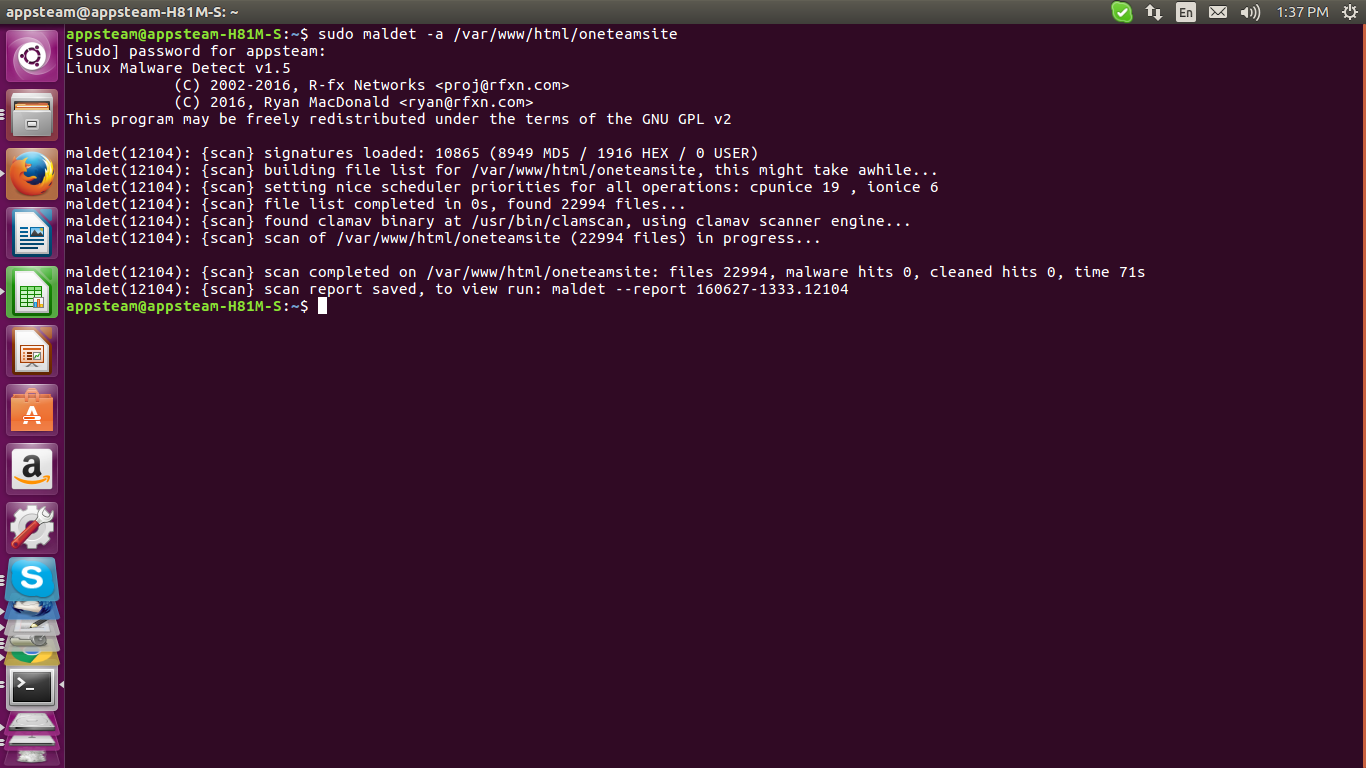 appsteam@appsteam-H81M-S: ~
En
1:37 PM
appsteam@appsteam-H81M-S:~$ sudo maldet -a /var/www/html/oneteamsite
[sudo] password for appsteam:
Linux Malware Detect v1.5
(C) 2002-2016, R-fx Networks <proj@rfxn.com>
(C) 2016, Ryan MacDonald <ryan@rfxn.com>
This program may be freely redistributed under the terms of the GNU GPL v2
maldet(12104): {scan} signatures loaded: 10865 (8949 MD5 / 1916 HEX / 0 USER)
maldet(12104): {scan} building file list for /var/www/html/oneteamsite, this might take awhile...
maldet(12104): {scan} setting nice scheduler priorities for all operations: cpunice 19 , ionice 6
maldet(12104): {scan} file list completed in 0s, found 22994 files...
maldet(12104): {scan} found clamav binary at /usr/bin/clamscan, using clamav scanner engine...
maldet(12104): {scan} scan of /var/www/html/oneteamsite (22994 files) in progress...
maldet(12104): {scan} scan completed on /var/www/html/oneteamsite: files 22994, malware hits 0, cleaned hits 0, time 71s
maldet(12104): {scan} scan report saved, to view run: maldet --report 160627-1333.12104
appsteam@appsteam-H81M-S:~$